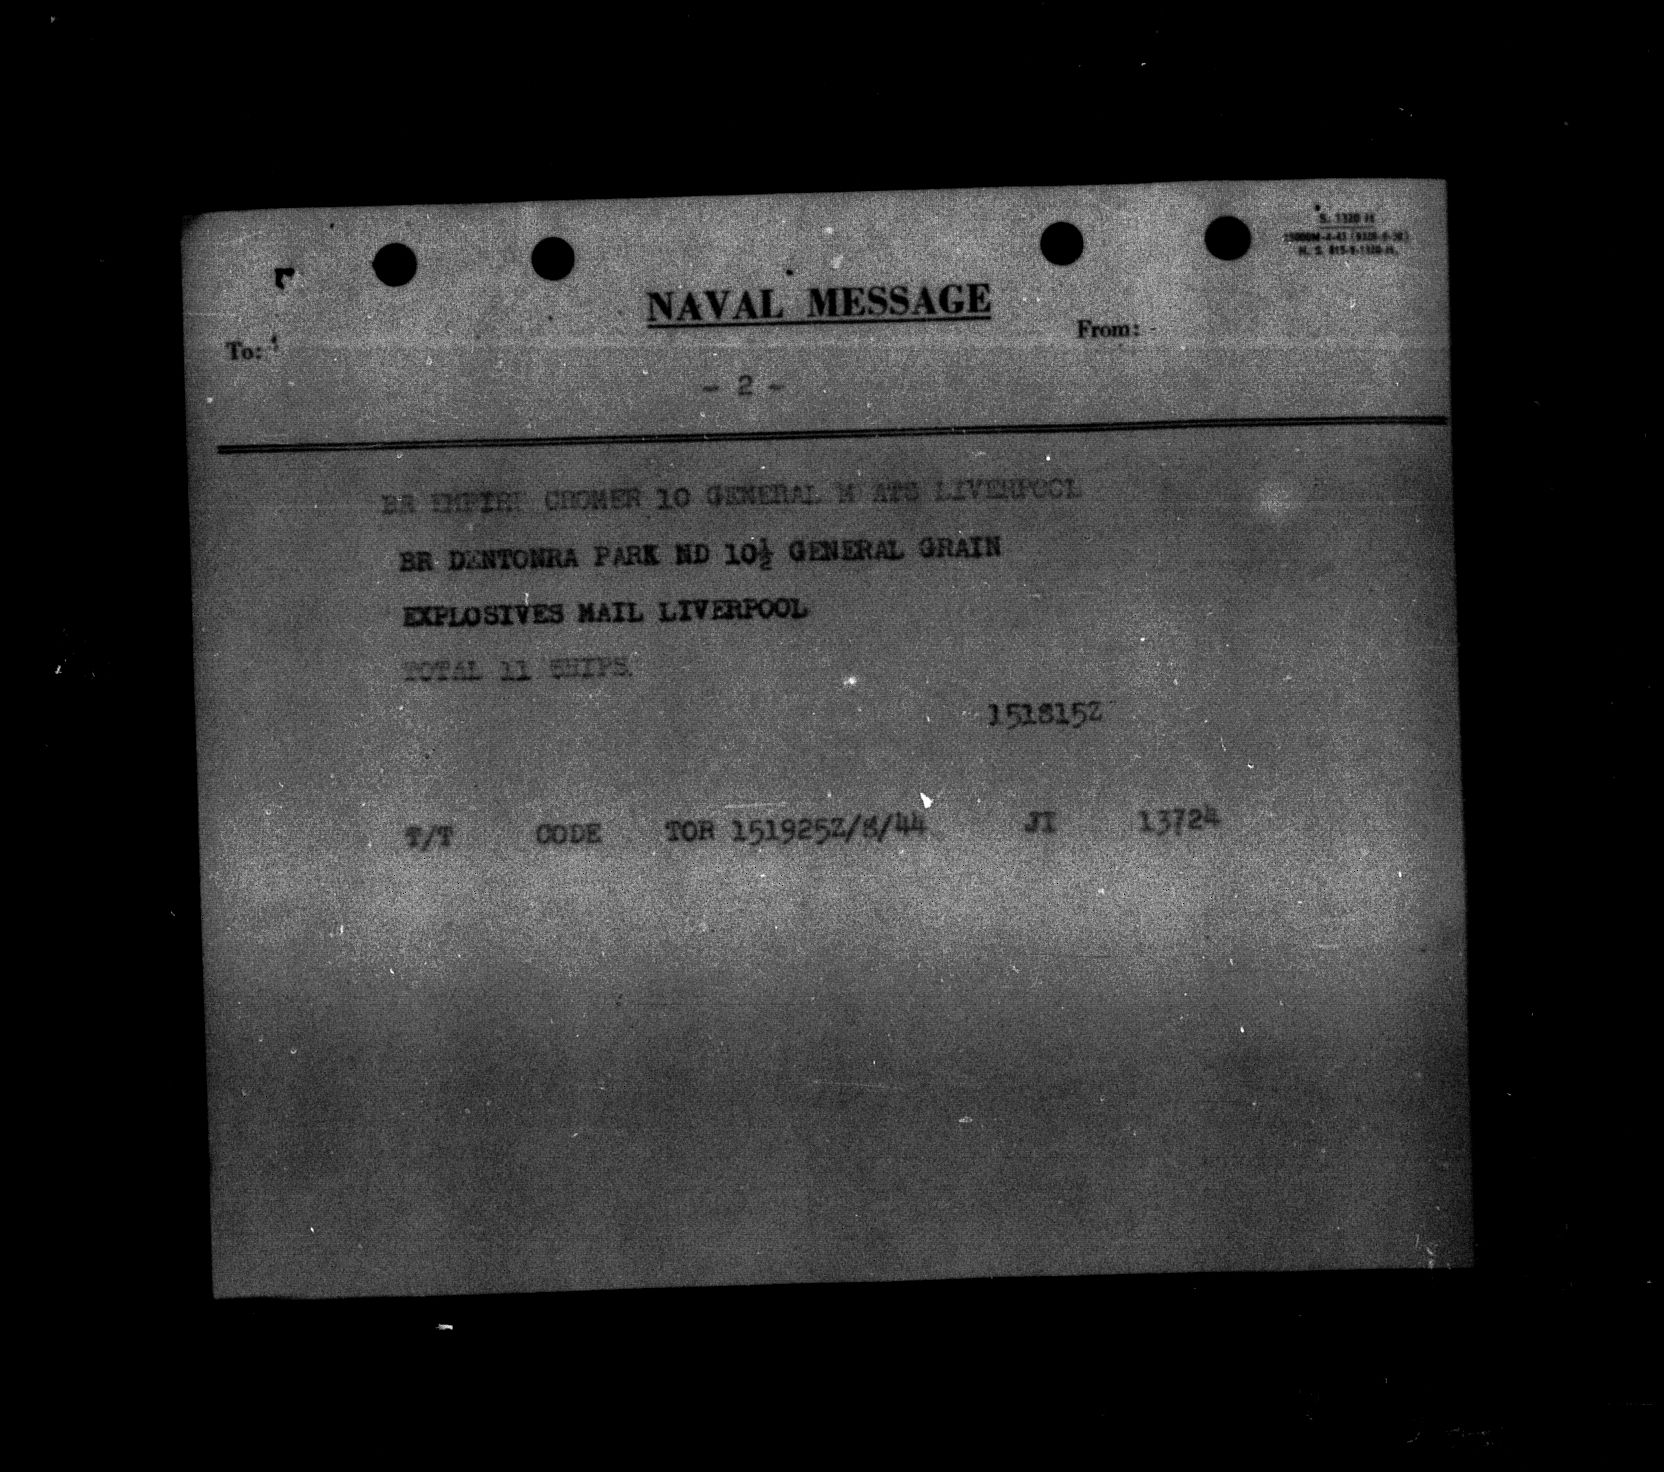 S. 1320 H
NAVAL MESSAGE
To:
From:
- 2 -
BR EMPIRE CROMER 10 GENERAL M ATS LIVERPOOL
BR DENTONRA PARK ND 10½ GENERAL GRAIN
EXPLOSIVES MAIL LIVERPOOL
TOTAL 11 SHIPS.
151815Z
T/T CODE TOR 151925Z/8/44 JI 13724